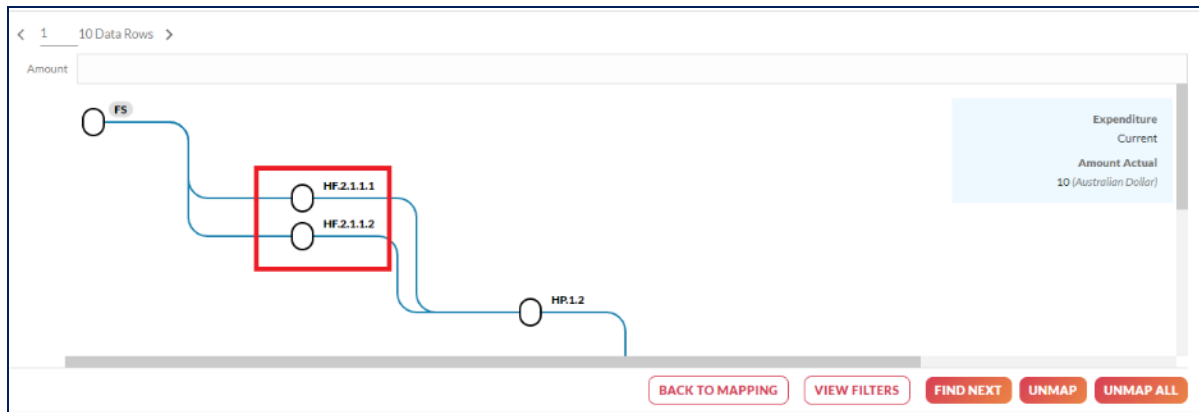 1 10 Data Rows
Amount
FS
Expenditure
Current
Amount Actual
10 (Australian Dollar)
HF.2.1.1.1
HF.2.1.1.2
HP.1.2
BACK TO MAPPING VIEW FILTERS FIND NEXT UNMAP UNMAP ALL